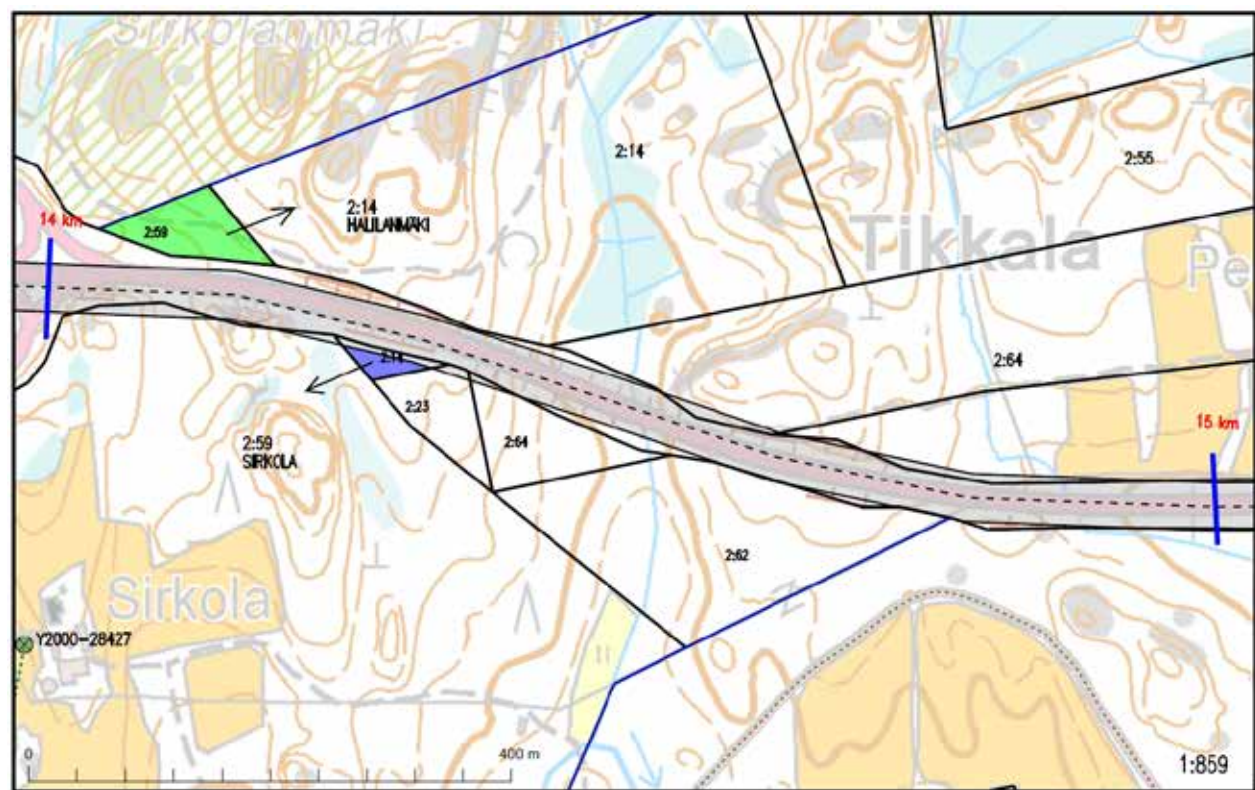 Sirkolanmäki
2:14
2:55
2:14
HALILANMÄKI
14 km
2:59
Tikkala
Pe
2:14
2:64
2:23
15 km
2:59
SIRKOLA
2:64
2:62
Sirkola
Y2000-28427
0
400 m
1:859